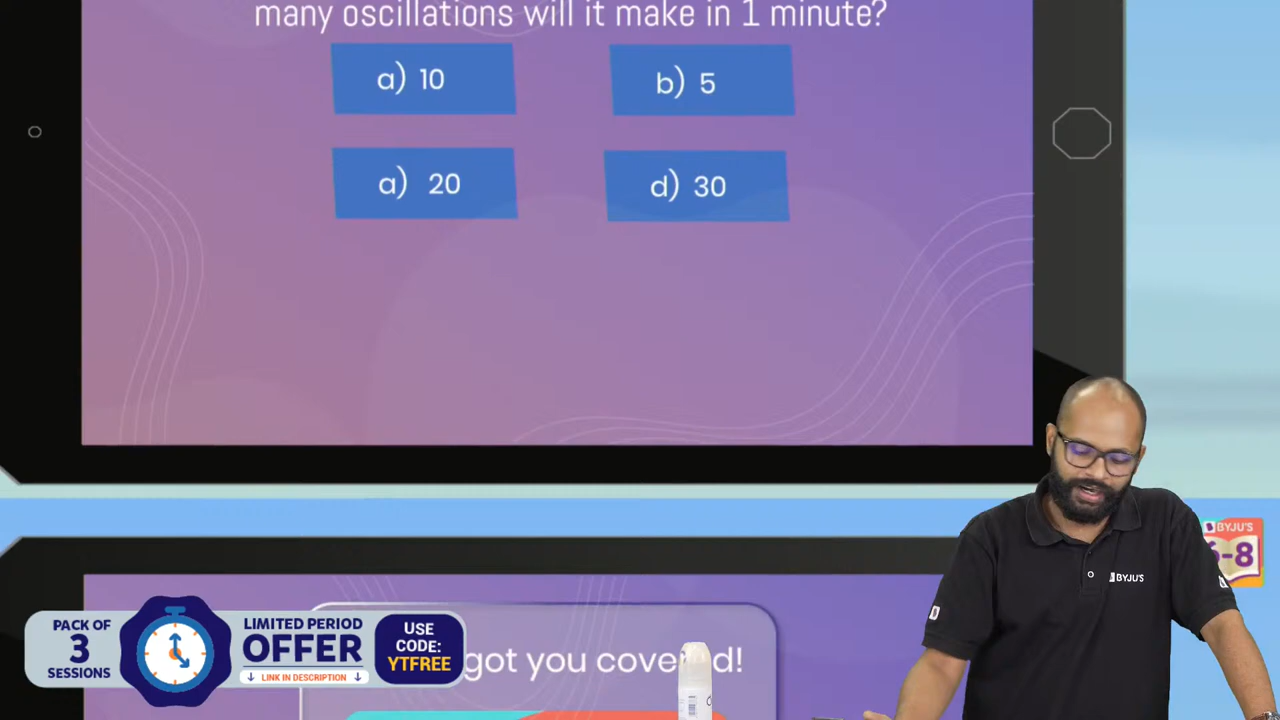 many oscillations will it make in 1 minute?
a) 10
b) 5
a) 20
d) 30
BYJU'S
6-8
BYJU'S
got you covered!
PACK OF
3
SESSIONS
LIMITED PERIOD
OFFER
↓ LINK IN DESCRIPTION ↓
USE
CODE:
YTFREE